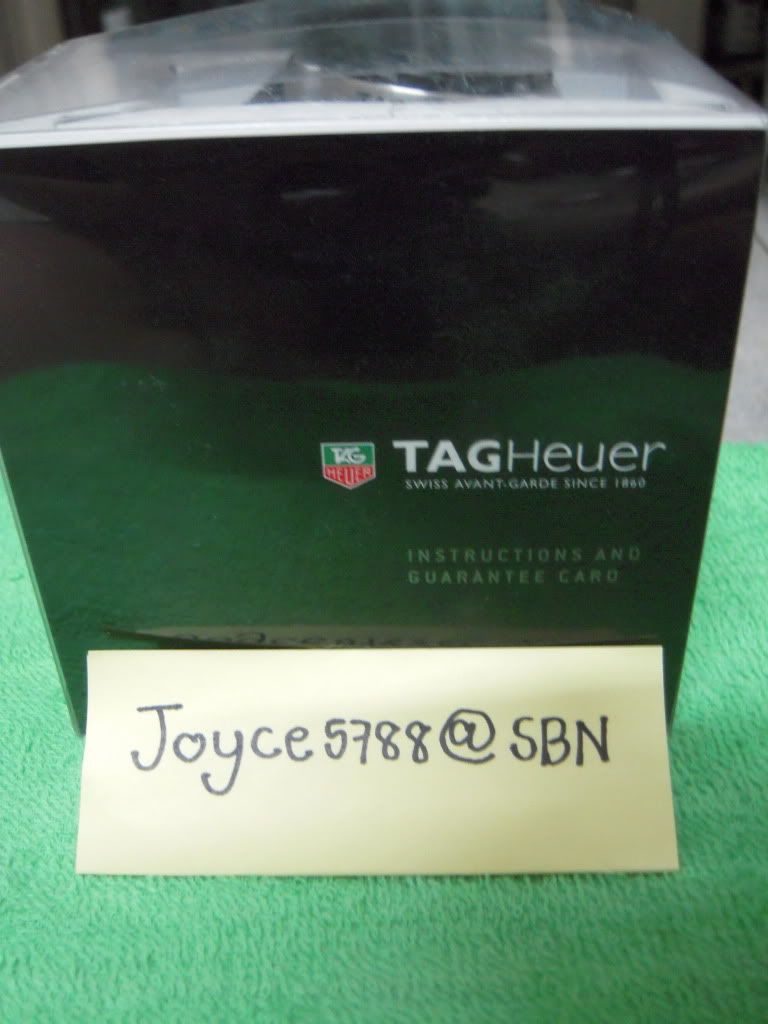 TAG
HEUER
TAGHeuer
SWISS AVANT-GARDE SINCE 1860
INSTRUCTIONS AND
GUARANTEE CARD
Joyce5788@SBN